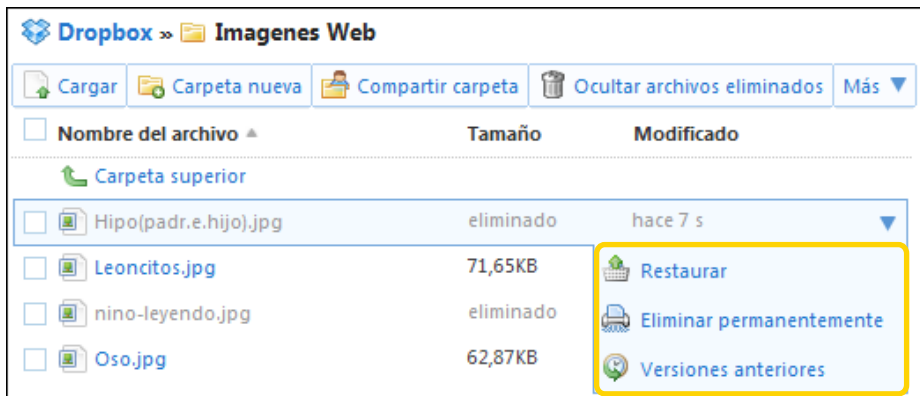 Dropbox » Imagenes Web
Cargar Carpeta nueva Compartir carpeta Ocultar archivos eliminados Más
Nombre del archivo Tamaño Modificado
Carpeta superior
Hipo(padr.e.hijo).jpg eliminado hace 7 s
Leoncitos.jpg 71,65KB Restaurar
nino-leyendo.jpg eliminado Eliminar permanentemente
Oso.jpg 62,87KB Versiones anteriores